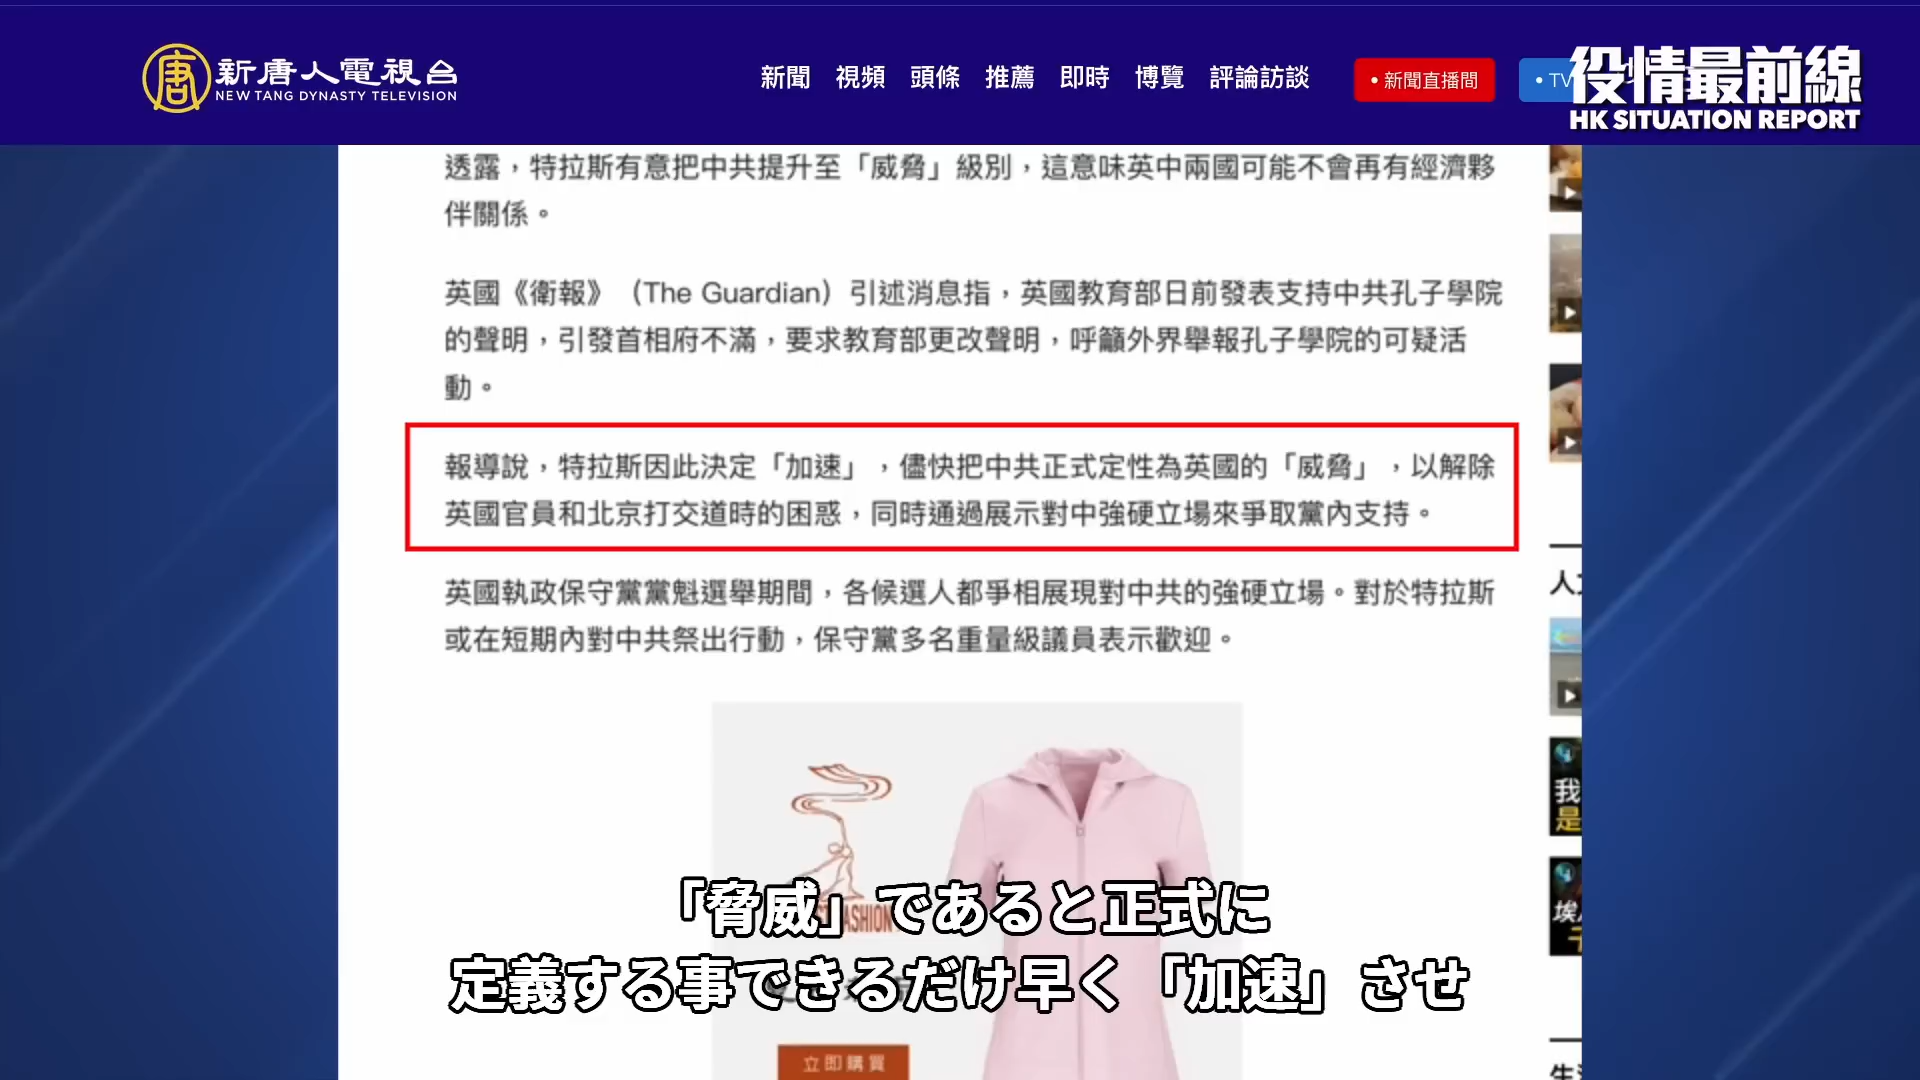 新唐人電視台
NEW TANG DYNASTY TELEVISION
新聞 視頻 頭條 推薦 即時 博覽 評論訪談
• 新聞直播間
• TV
役情最前線
HK SITUATION REPORT
透露，特拉斯有意把中共提升至「威脅」級別，這意味英中兩國可能不會再有經濟夥
伴關係。
英國《衛報》（The Guardian）引述消息指，英國教育部日前發表支持中共孔子學院
的聲明，引發首相府不滿，要求教育部更改聲明，呼籲外界舉報孔子學院的可疑活
動。
報導說，特拉斯因此決定「加速」，儘快把中共正式定性為英國的「威脅」，以解除
英國官員和北京打交道時的困惑，同時通過展示對中強硬立場來爭取黨內支持。
英國執政保守黨黨魁選舉期間，各候選人都爭相展現對中共的強硬立場。對於特拉斯
或在短期內對中共祭出行動，保守黨多名重量級議員表示歡迎。
人
我
是
埃
生
「脅威」であると正式に
定義する事できるだけ早く「加速」させ
立即購買